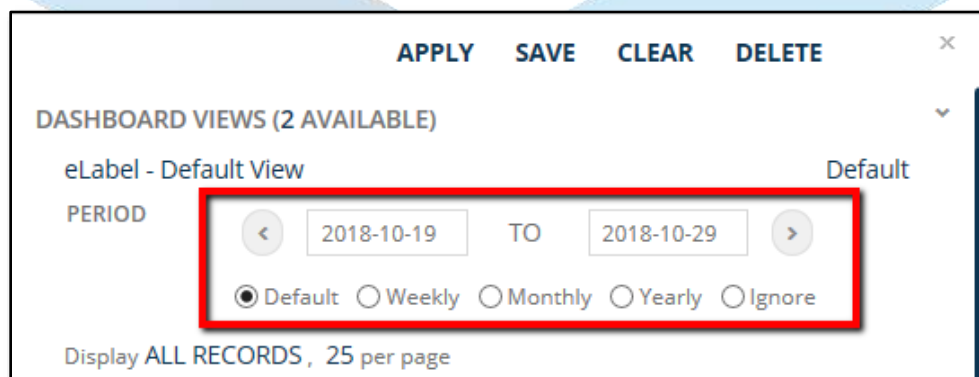 APPLY SAVE CLEAR DELETE ×
DASHBOARD VIEWS (2 AVAILABLE)
eLabel - Default View Default
PERIOD
2018-10-19 TO 2018-10-29
Default Weekly Monthly Yearly Ignore
Display ALL RECORDS , 25 per page